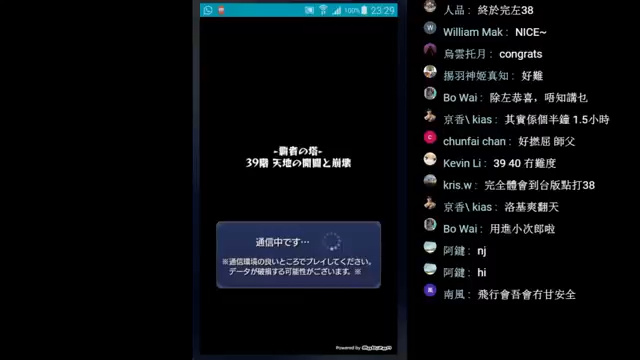 100% 23:29
-覇者の塔-
39階 天地の開闢と崩壊
通信中です…
※通信環境の良いところでプレイしてください。
データが破損する可能性がございます。※
Powered by
人品 : 終於完左38
William Mak : NICE~
烏雲托月 : congrats
揚羽神姬真知 : 好難
Bo Wai : 除左恭喜，唔知講乜
京香\ kias : 其實係個半鐘 1.5小時
chunfai chan : 好撚屈 師父
Kevin Li : 39 40 冇難度
kris.w : 完全體會到台版點打38
京香\ kias : 洛基爽翻天
Bo Wai : 用進小次郎啦
阿鍵 : nj
阿鍵 : hi
南風 : 飛行會吾會冇甘安全